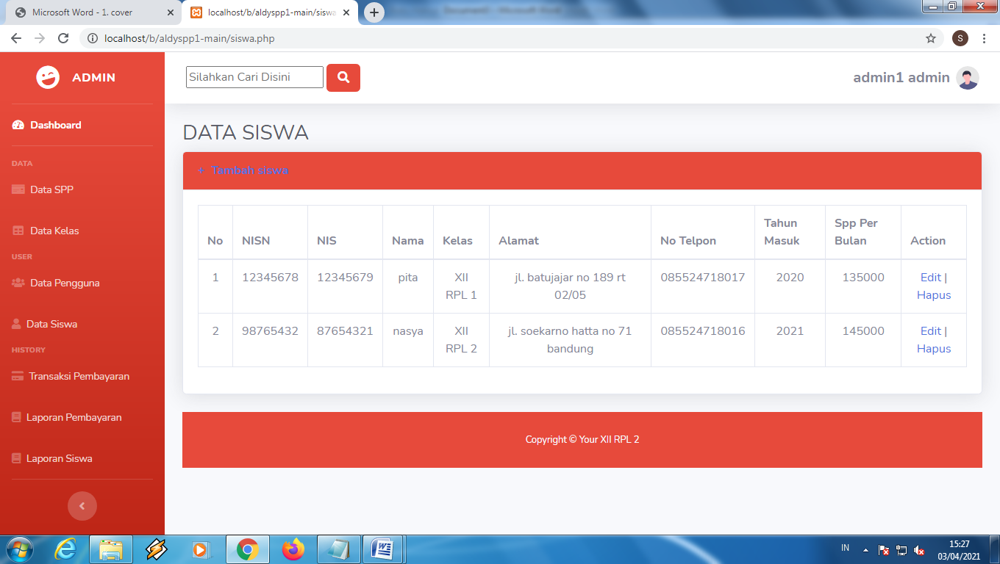 Microsoft Word - 1. cover
localhost/b/aldyspp1-main/siswa
localhost/b/aldyspp1-main/siswa.php
S
ADMIN
Silahkan Cari Disini
admin1 admin
Dashboard
DATA
Data SPP
Data Kelas
USER
Data Pengguna
Data Siswa
HISTORY
Transaksi Pembayaran
Laporan Pembayaran
Laporan Siswa
DATA SISWA
+ Tambah siswa
No NISN NIS Nama Kelas Alamat No Telpon Tahun Masuk Spp Per Bulan Action
1 12345678 12345679 pita XII RPL 1 jl. batujajar no 189 rt 02/05 085524718017 2020 135000 Edit | Hapus
2 98765432 87654321 nasya XII RPL 2 jl. soekarno hatta no 71 bandung 085524718016 2021 145000 Edit | Hapus
Copyright © Your XII RPL 2
IN
15:27
03/04/2021